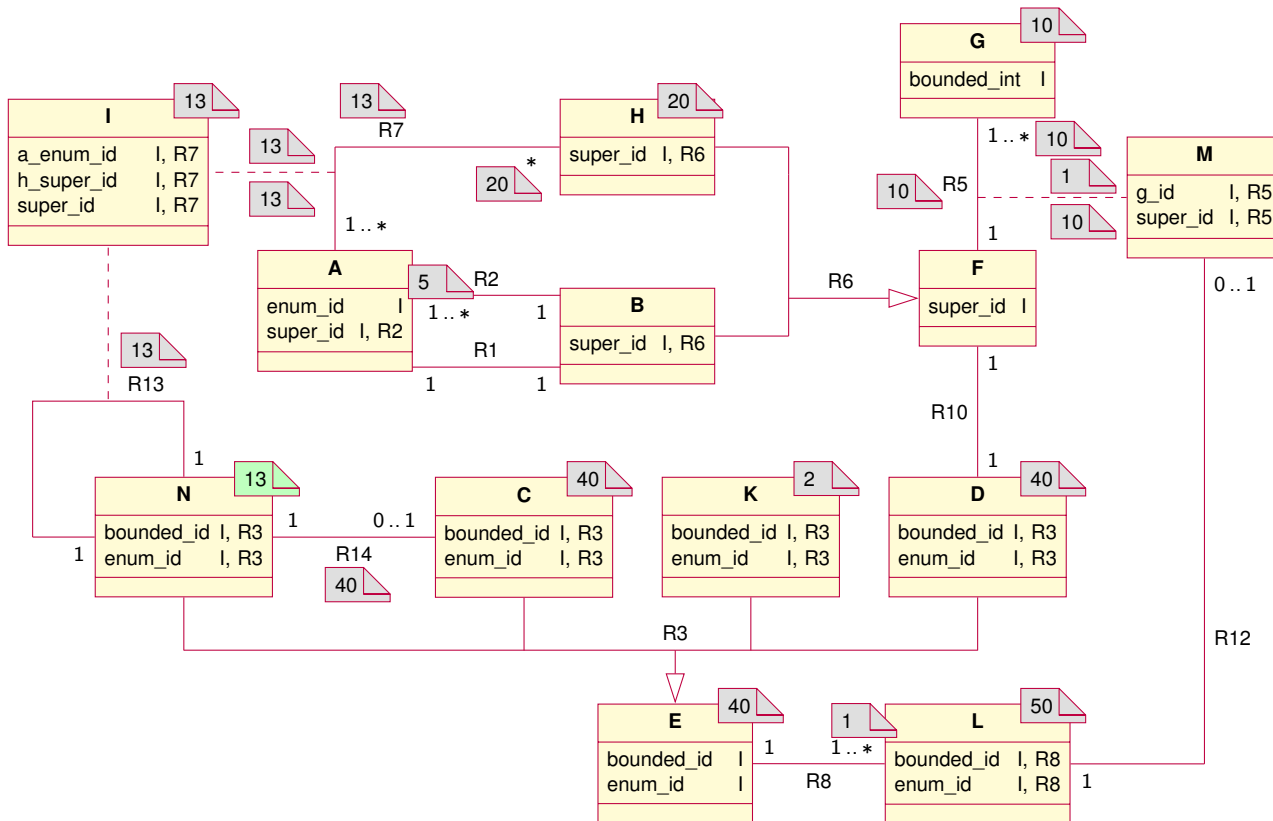 10
G
bounded_int I
1..*
10
13
I
a_enum_id I, R7
h_super_id I, R7
super_id I, R7
13
R7
13
13
20
H
super_id I, R6
*
20
1..*
R5
10
1
10
1
M
g_id I, R5
super_id I, R5
0..1
A
enum_id I
super_id I, R2
5
R2
1..*
1
R1
1
1
B
super_id I, R6
R6
F
super_id I
1
R10
1
13
R13
1
1
13
N
bounded_id I, R3
enum_id I, R3
1
0..1
R14
40
40
C
bounded_id I, R3
enum_id I, R3
2
K
bounded_id I, R3
enum_id I, R3
40
D
bounded_id I, R3
enum_id I, R3
R3
R12
40
E
bounded_id I
enum_id I
1
1
1..*
R8
50
L
bounded_id I, R8
enum_id I, R8
1